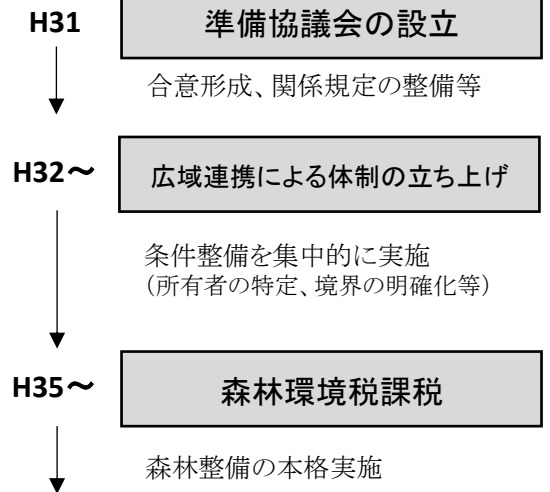 H31 準備協議会の設立
合意形成、関係規定の整備等
H32～ 広域連携による体制の立ち上げ
条件整備を集中的に実施
（所有者の特定、境界の明確化等）
H35～ 森林環境税課税
森林整備の本格実施